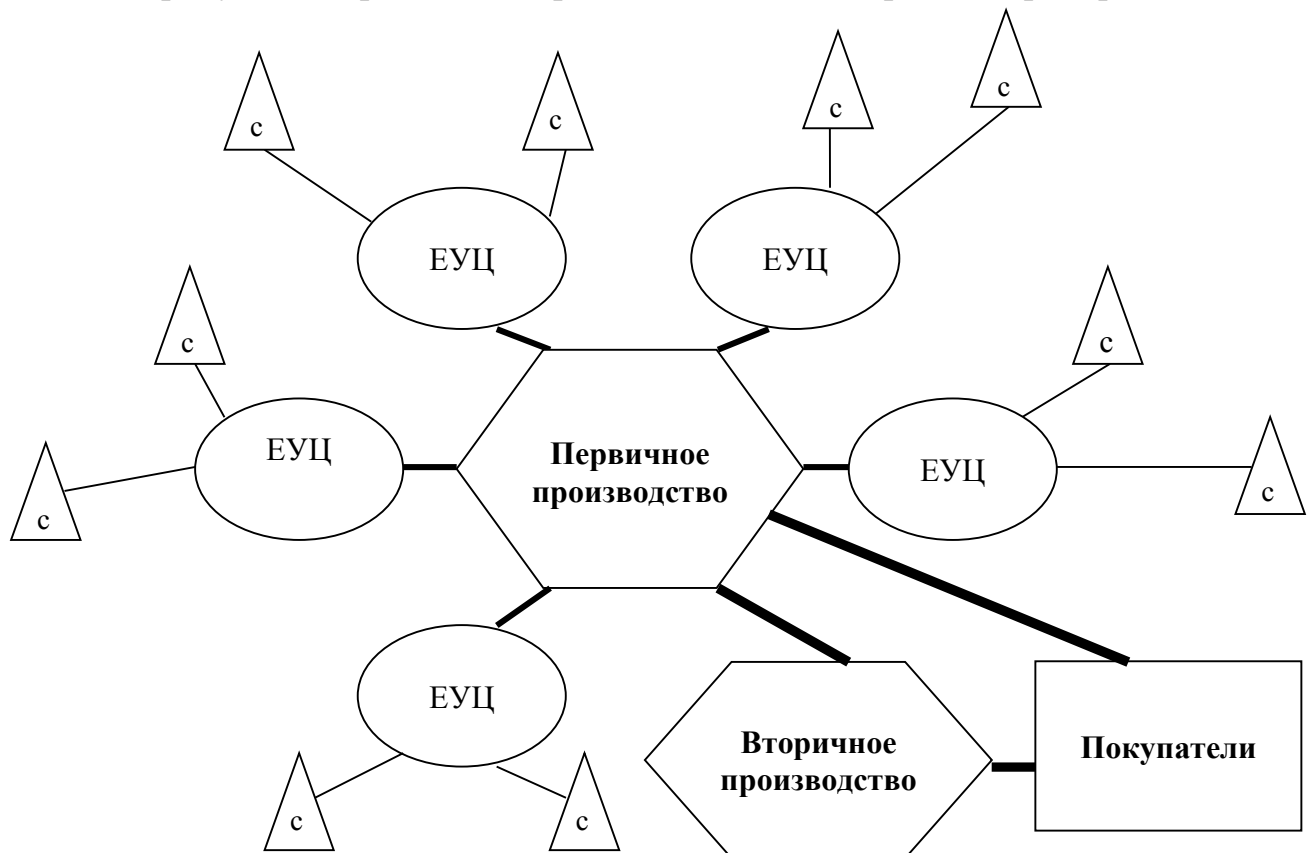 с
с
с
с
ЕУЦ
ЕУЦ
с
с
ЕУЦ
Первичное
производство
ЕУЦ
с
с
ЕУЦ
Вторичное
производство
Покупатели
с
с